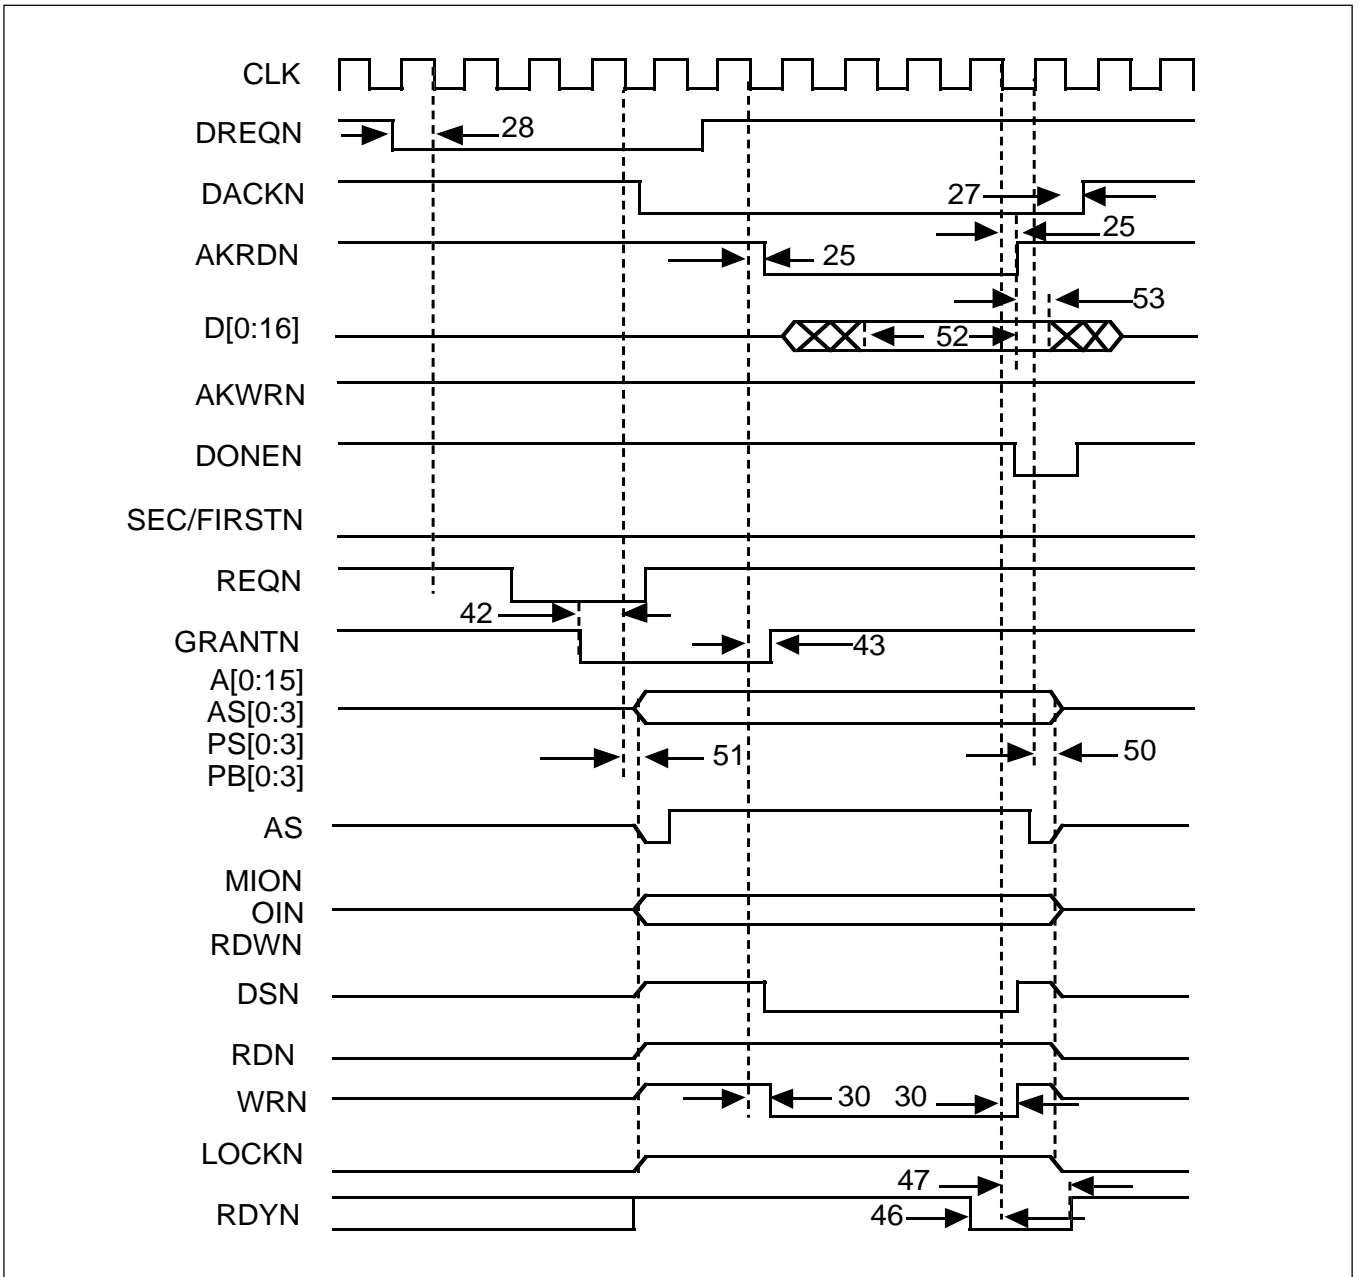 CLK
DREQN
28
DACKN
27
25
AKRDN
25
53
D[0:16]
52
AKWRN
DONEN
SEC/FIRSTN
REQN
42
GRANTN
43
A[0:15]
AS[0:3]
PS[0:3]
51
50
PB[0:3]
AS
MION
OIN
RDWN
DSN
RDN
WRN
30 30
LOCKN
47
RDYN
46